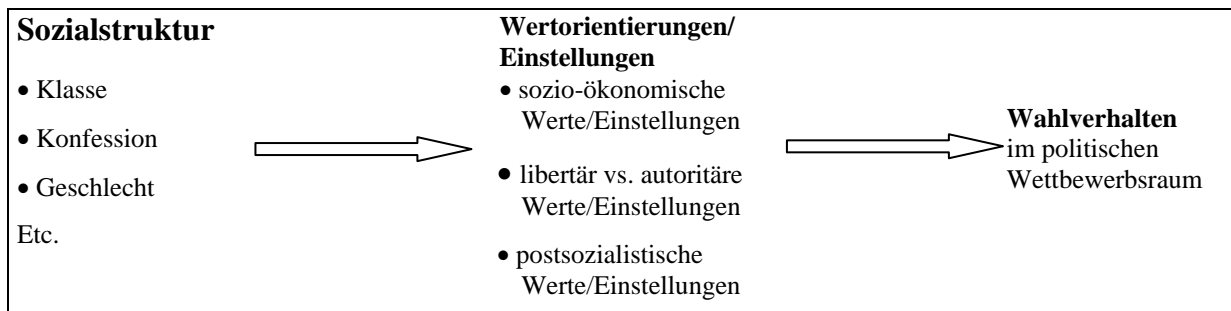 Sozialstruktur
• Klasse
• Konfession
• Geschlecht
Etc.
Wertorientierungen/
Einstellungen
• sozio-ökonomische
Werte/Einstellungen
• libertär vs. autoritäre
Werte/Einstellungen
• postsozialistische
Werte/Einstellungen
Wahlverhalten
im politischen
Wettbewerbsraum